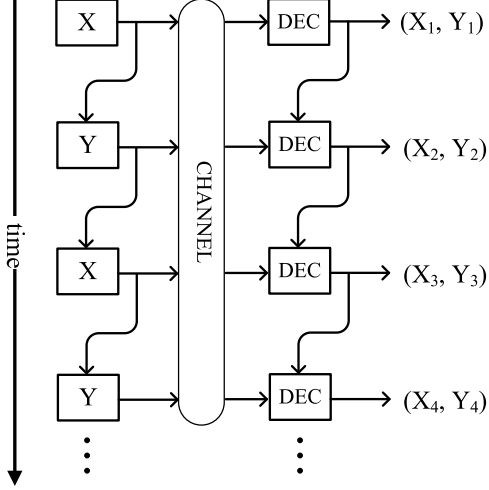 X DEC (X₁, Y₁)
Y DEC (X₂, Y₂)
CHANNEL
time
X DEC (X₃, Y₃)
Y DEC (X₄, Y₄)